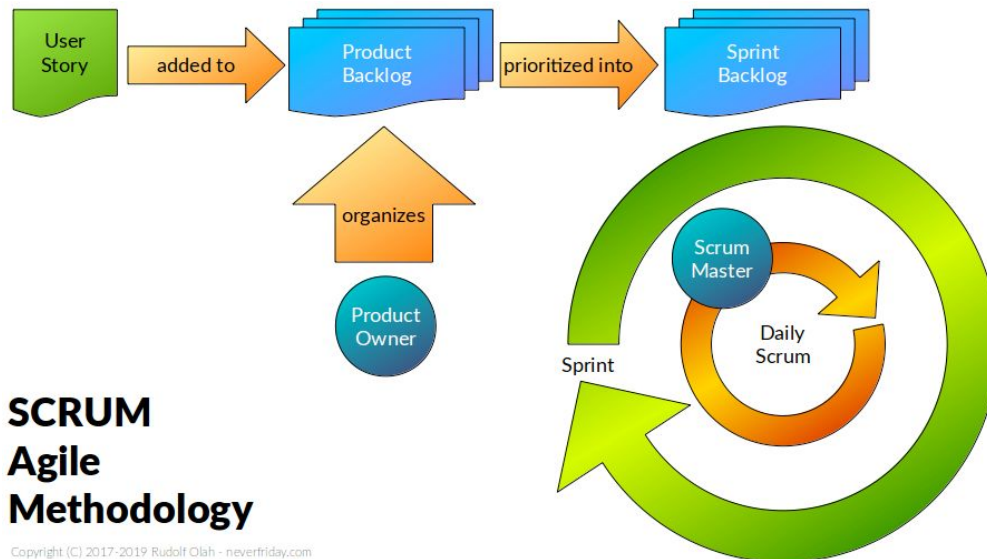 User
Story
added to
Product
Backlog
prioritized into
Sprint
Backlog
organizes
Product
Owner
Scrum
Master
Daily
Scrum
Sprint
SCRUM
Agile
Methodology
Copyright (C) 2017-2019 Rudolf Olah - neverfriday.com